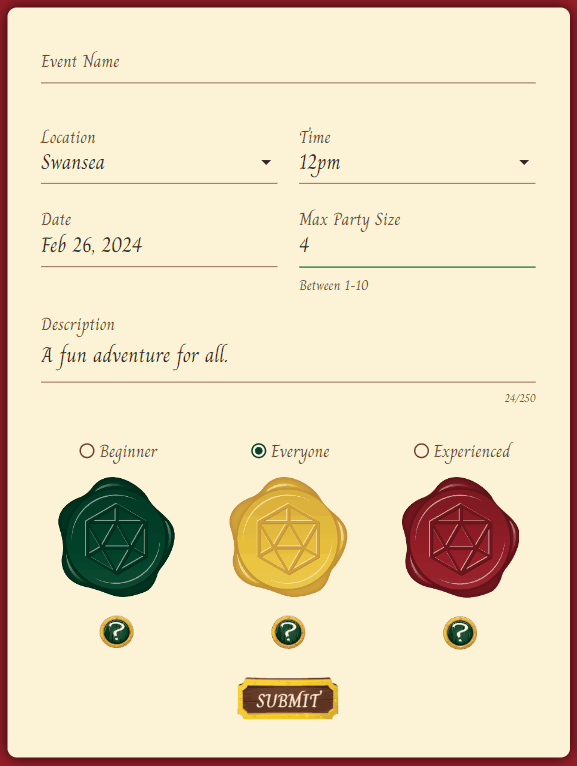 Event Name
Location Time
Swansea 12pm
Date Max Party Size
Feb 26, 2024 4
Between 1-10
Description
A fun adventure for all.
24/250
Beginner Everyone Experienced
? ? ?
SUBMIT